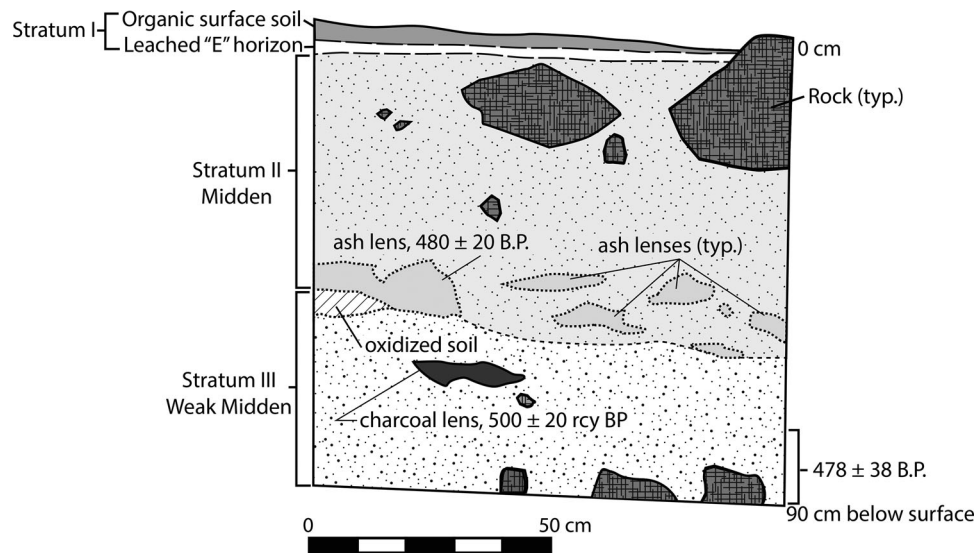 Stratum I
Organic surface soil
Leached “E” horizon
0 cm
Rock (typ.)
Stratum II
Midden
ash lens, 480 ± 20 B.P.
ash lenses (typ.)
oxidized soil
Stratum III
Weak Midden
charcoal lens, 500 ± 20 rcy BP
478 ± 38 B.P.
90 cm below surface
0
50 cm